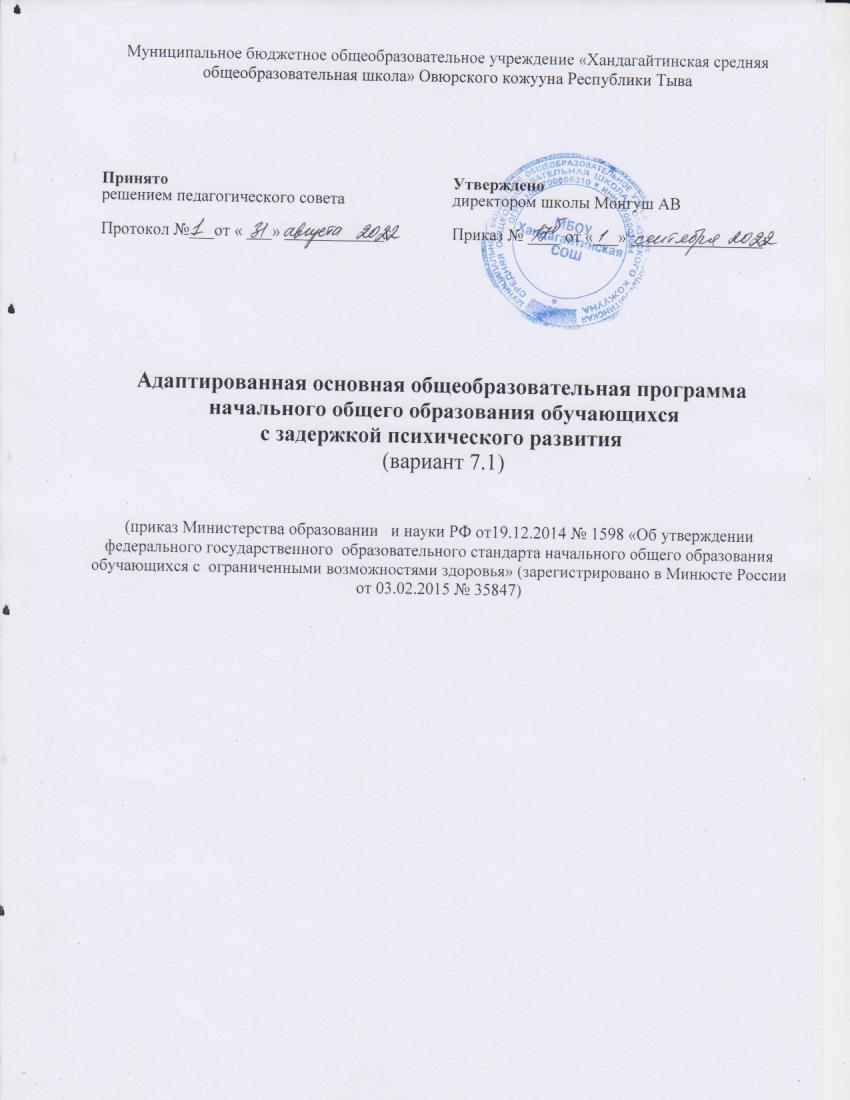 Муниципальное бюджетное общеобразовательное учреждение «Хандагайтинская средняя
общеобразовательная школа» Овюрского кожууна Республики Тыва
Принято
решением педагогического совета
Протокол №1 от « 31 » августа 2022
Утверждено
директором школы Монгуш АВ
Приказ № от « 1 » сентября 2022
МБОУ
Хандагайтинская
СОШ
Адаптированная основная общеобразовательная программа
начального общего образования обучающихся
с задержкой психического развития
(вариант 7.1)
(приказ Министерства образовании и науки РФ от19.12.2014 № 1598 «Об утверждении
федерального государственного образовательного стандарта начального общего образования
обучающихся с ограниченными возможностями здоровья» (зарегистрировано в Минюсте России
от 03.02.2015 № 35847)